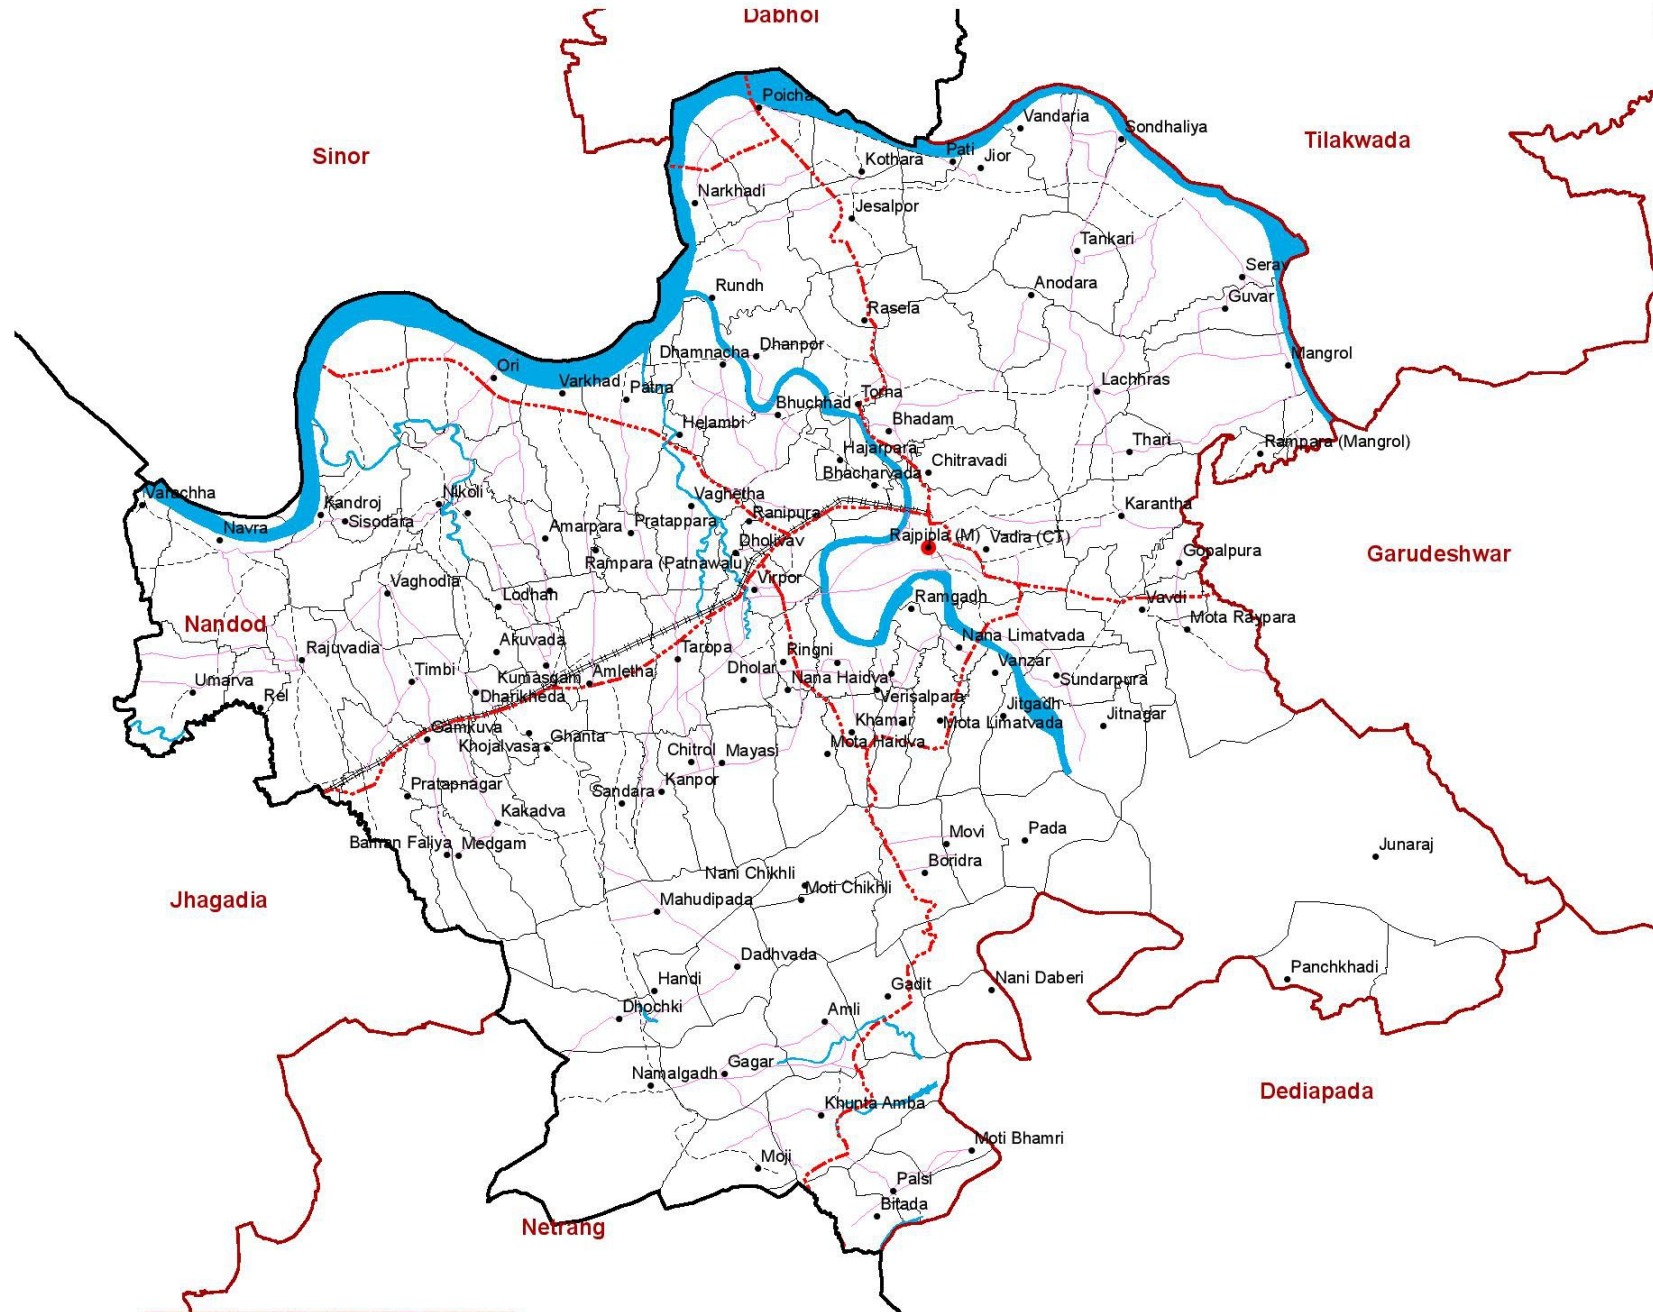 Dabhoi
Poicha
Vandaria
Sondhaliya
Tilakwada
Sinor
Kothara
Pati
Jior
Narkhadi
Jesalpor
Tankari
Serav
Rundh
Anodara
Guvar
Rasela
Dhamnacha
Dhanpor
Mangrol
Ori
Varkhad
Patna
Lachhras
Bhuchhad
Torna
Helambi
Bhadam
Hajarpara
Thari
Rampara (Mangrol)
Chitravadi
Bhacharvada
Varachha
Kandroj
Nikoli
Vaghetha
Karantha
Sisodara
Navra
Amarpara
Pratappara
Ranipura
Rajpipla (M)
Vadia (CT)
Dholivav
Gopalpura
Garudeshwar
Rampara (Patnawalu)
Vaghodia
Virpor
Lodhan
Ramgadh
Vavdi
Nandod
Mota Raypara
Akuvada
Nana Limatvada
Rajuvadia
Taropa
Ringni
Timbi
Kumasgam
Amletha
Dholar
Nana Haidva
Vanzar
Sundarpura
Umarva
Rel
Dharikheda
Verisalpara
Jitgadh
Gamkuva
Khamar
Mota Limatvada
Jitnagar
Khojalvasa
Ghanta
Chitrol
Mayasi
Mota Haidva
Pratapnagar
Sandara
Kanpor
Kakadva
Baman Faliya
Medgam
Movi
Pada
Junaraj
Boridra
Nani Chikhli
Moti Chikhli
Jhagadia
Mahudipada
Dadhvada
Panchkhadi
Handi
Gadit
Nani Daberi
Dhochki
Amli
Namalgadh
Gagar
Dediapada
Khunta Amba
Moti Bhamri
Moji
Palsi
Bitada
Netrang